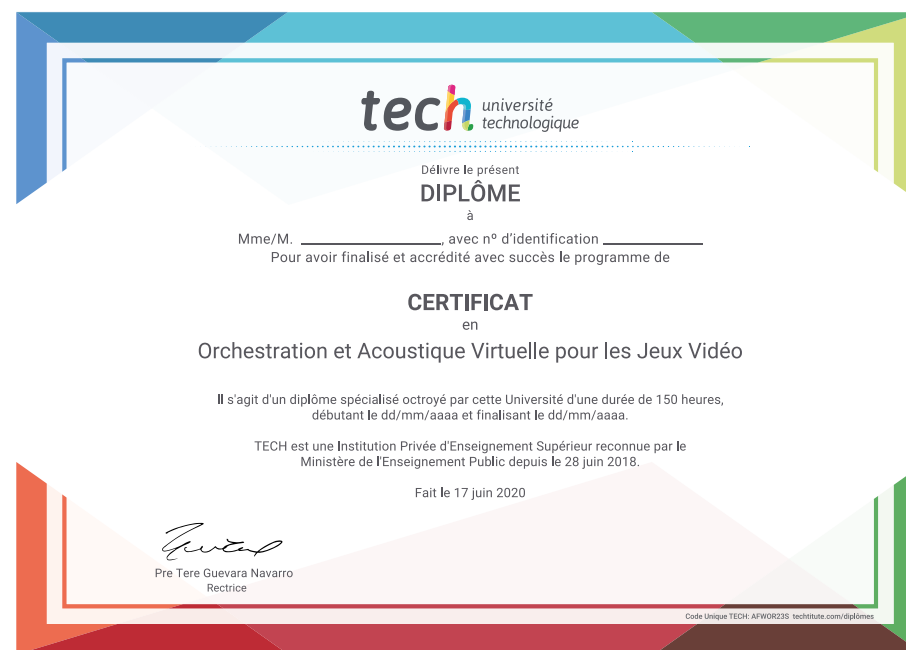 tech université
technologique
Délivre le présent
DIPLÔME
à
Mme/M. ____________________, avec nº d'identification ______________
Pour avoir finalisé et accrédité avec succès le programme de
CERTIFICAT
en
Orchestration et Acoustique Virtuelle pour les Jeux Vidéo
Il s'agit d'un diplôme spécialisé octroyé par cette Université d'une durée de 150 heures,
débutant le dd/mm/aaaa et finalisant le dd/mm/aaaa.
TECH est une Institution Privée d'Enseignement Supérieur reconnue par le
Ministère de l'Enseignement Public depuis le 28 juin 2018.
Fait le 17 juin 2020
Pre Tere Guevara Navarro
Rectrice
Code Unique TECH: AFWOR23S techtitute.com/diplômes